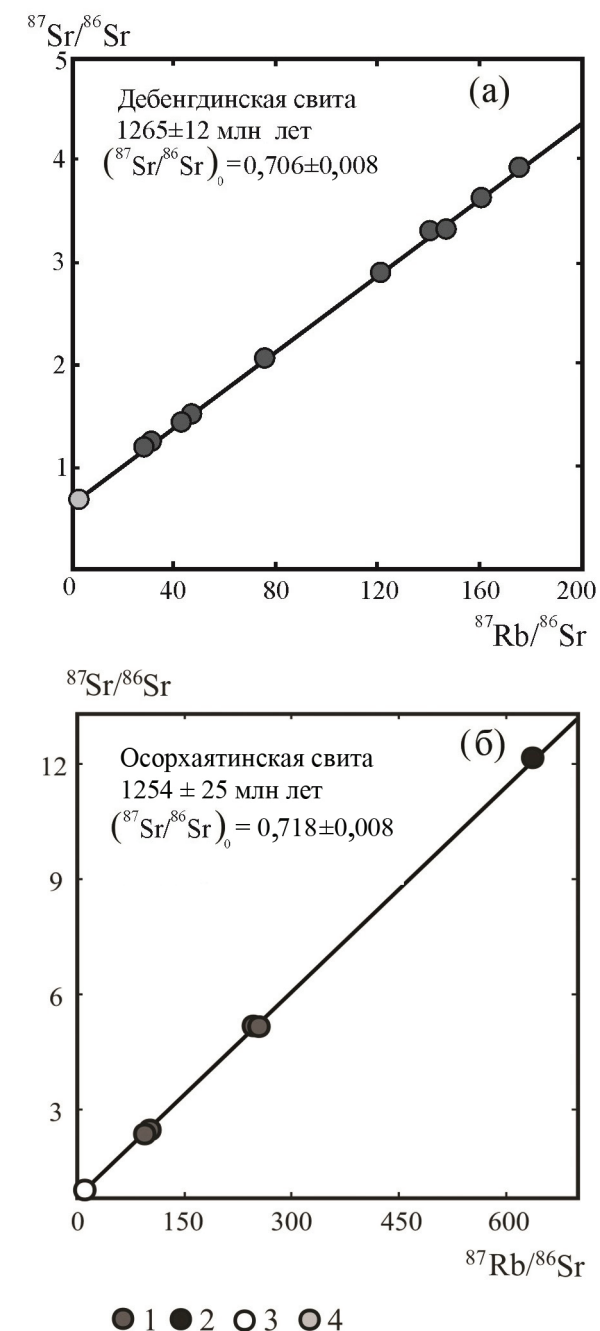 ⁸⁷Sr/⁸⁶Sr
5
(а)
Дебенгдинская свита
1265±12 млн лет
(⁸⁷Sr/⁸⁶Sr)₀=0,706±0,008
4
3
2
1
0 40 80 120 160 200
⁸⁷Rb/⁸⁶Sr
⁸⁷Sr/⁸⁶Sr
(б)
Осорхаятинская свита
1254 ± 25 млн лет
(⁸⁷Sr/⁸⁶Sr)₀ = 0,718±0,008
12
9
6
3
0 150 300 450 600
⁸⁷Rb/⁸⁶Sr
1 2 3 4